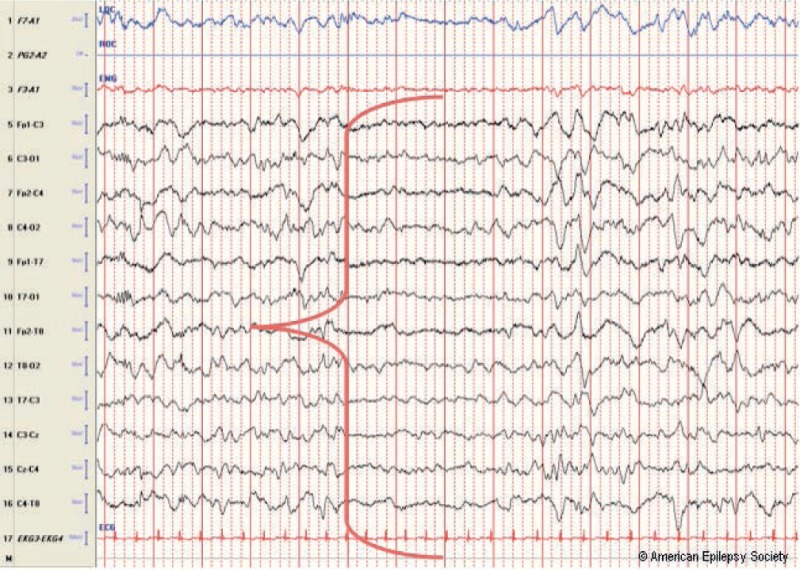 1 F7-A1
LOC
2 PG2-A2
ROC
3 F3-A1
EMG
5 Fp1-C3
6 C3-O1
7 Fp2-C4
8 C4-O2
9 Fp1-T7
10 T7-O1
11 Fp2-T8
12 T8-O2
13 T7-C3
14 C3-Cz
15 Cz-C4
16 C4-T8
ECG
17 EKG3-EKG4
M
© American Epilepsy Society